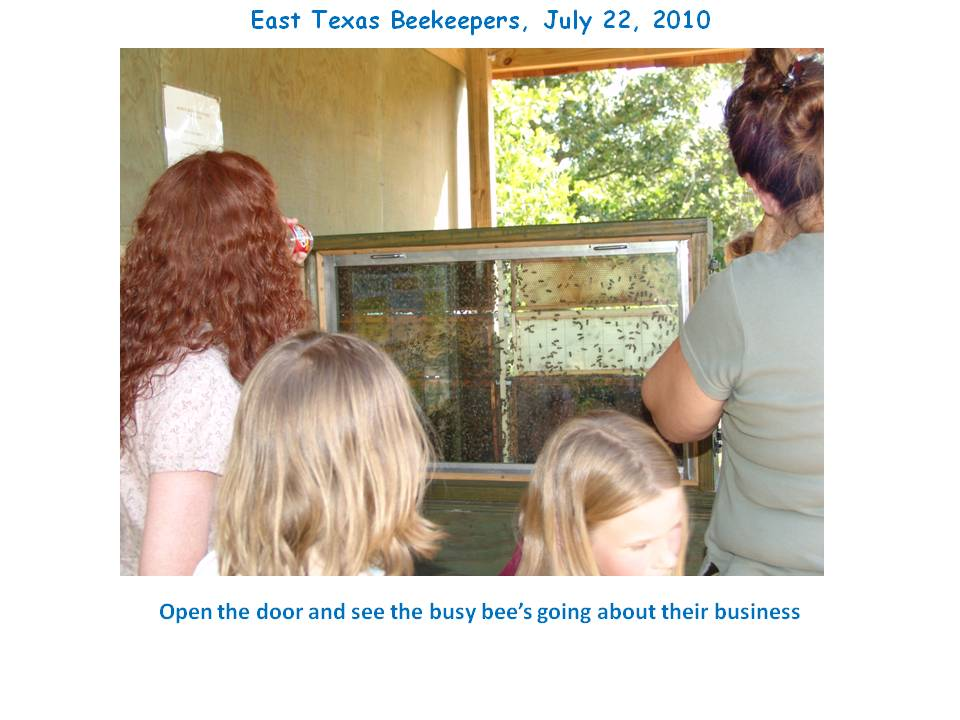 East Texas Beekeepers, July 22, 2010
Open the door and see the busy bee's going about their business